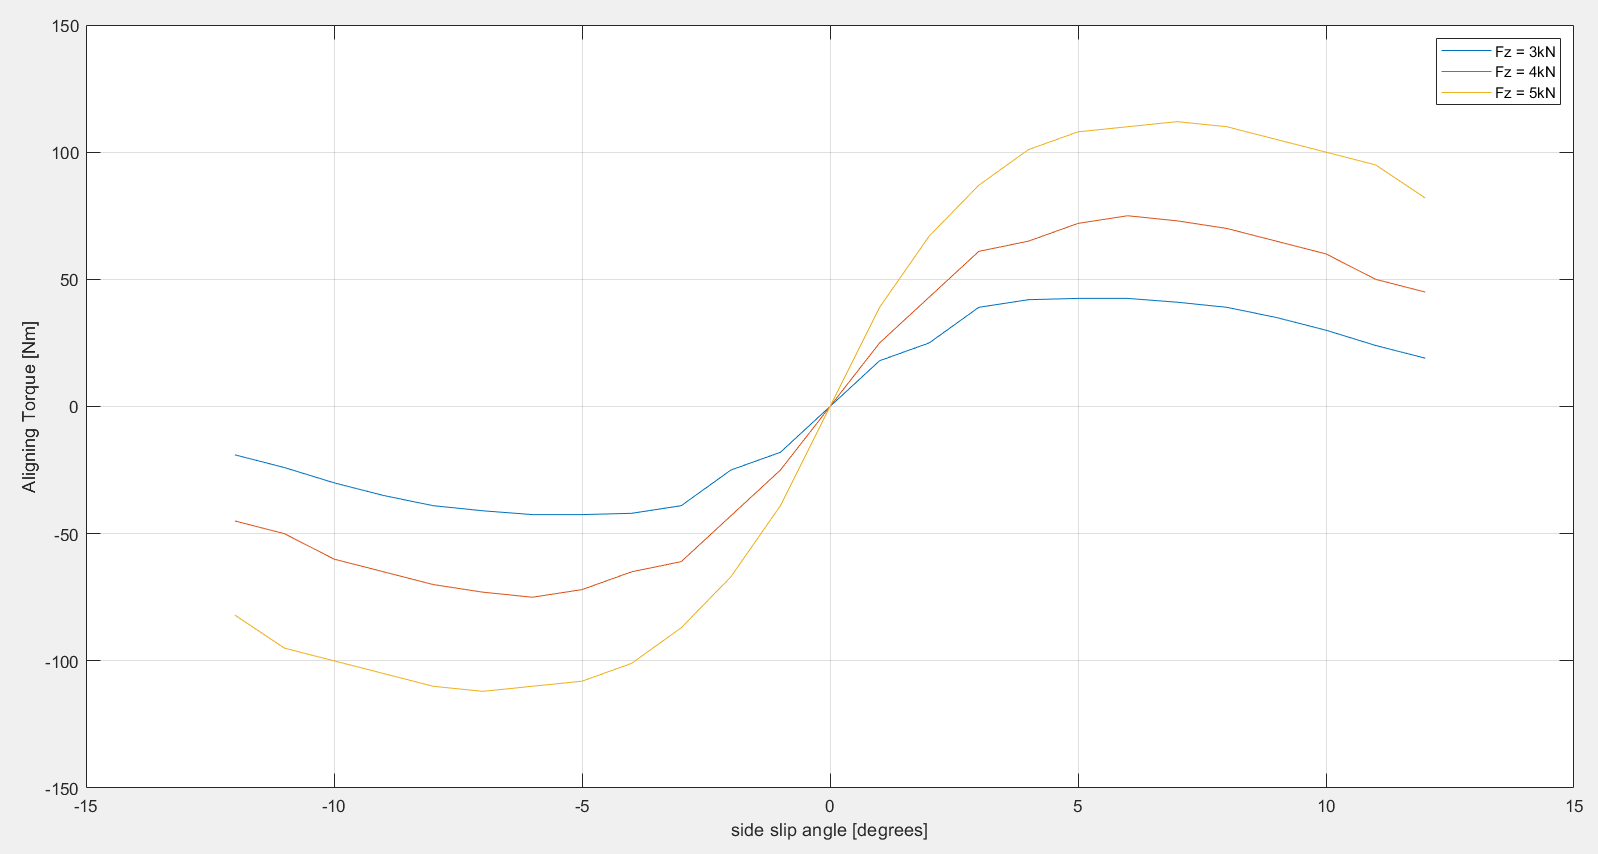 150
100
50
0
-50
-100
-150
-15
-10
-5
0
5
10
15
side slip angle [degrees]
Aligning Torque [Nm]
Fz = 3kN
Fz = 4kN
Fz = 5kN